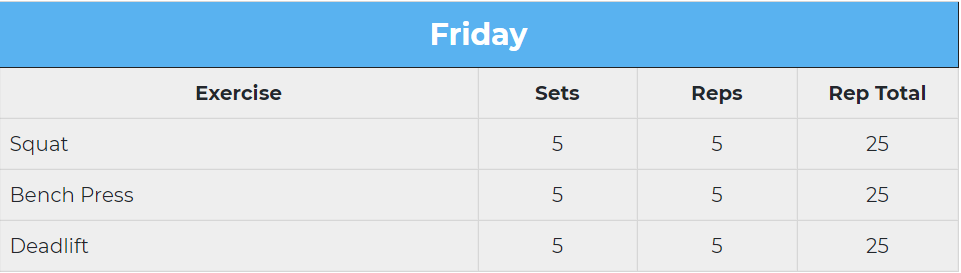 Friday
Exercise Sets Reps Rep Total
Squat 5 5 25
Bench Press 5 5 25
Deadlift 5 5 25